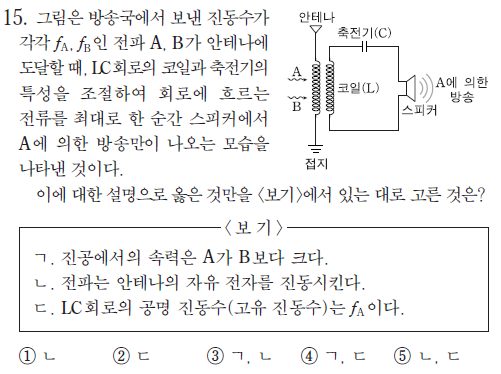 15. 그림은 방송국에서 보낸 진동수가
각각 fA, fB인 전파 A, B가 안테나에
도달할 때, LC회로의 코일과 축전기의
특성을 조절하여 회로에 흐르는
전류를 최대로 한 순간 스피커에서
A에 의한 방송만이 나오는 모습을
나타낸 것이다.
안테나
축전기(C)
A
B
코일(L)
A에 의한
방송
스피커
접지
이에 대한 설명으로 옳은 것만을 <보기>에서 있는 대로 고른 것은?
<보 기>
ㄱ. 진공에서의 속력은 A가 B보다 크다.
ㄴ. 전파는 안테나의 자유 전자를 진동시킨다.
ㄷ. LC회로의 공명 진동수(고유 진동수)는 fA이다.
① ㄴ ② ㄷ ③ ㄱ, ㄴ ④ ㄱ, ㄷ ⑤ ㄴ, ㄷ